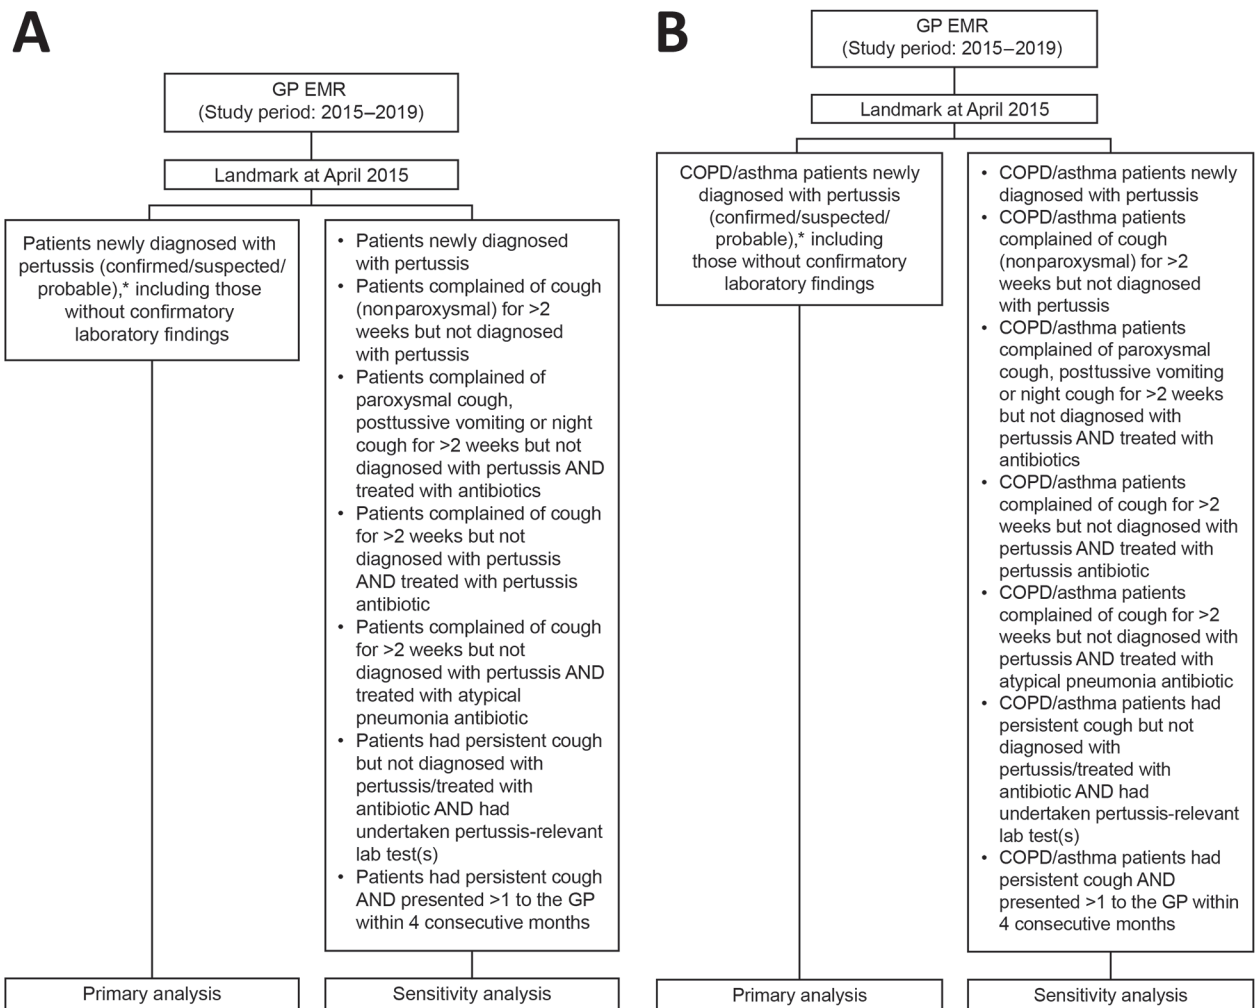 A
GP EMR
(Study period: 2015–2019)
Landmark at April 2015
Patients newly diagnosed with
pertussis (confirmed/suspected/
probable),* including those
without confirmatory
laboratory findings
• Patients newly diagnosed
with pertussis
• Patients complained of cough
(nonparoxysmal) for >2
weeks but not diagnosed
with pertussis
• Patients complained of
paroxysmal cough,
posttussive vomiting or night
cough for >2 weeks but not
diagnosed with pertussis AND
treated with antibiotics
• Patients complained of cough
for >2 weeks but not
diagnosed with pertussis
AND treated with pertussis
antibiotic
• Patients complained of cough
for >2 weeks but not
diagnosed with pertussis AND
treated with atypical
pneumonia antibiotic
• Patients had persistent cough
but not diagnosed with
pertussis/treated with
antibiotic AND had
undertaken pertussis-relevant
lab test(s)
• Patients had persistent cough
AND presented >1 to the GP
within 4 consecutive months
Primary analysis
Sensitivity analysis
B
GP EMR
(Study period: 2015–2019)
Landmark at April 2015
COPD/asthma patients newly
diagnosed with pertussis
(confirmed/suspected/
probable),* including
those without confirmatory
laboratory findings
• COPD/asthma patients newly
diagnosed with pertussis
• COPD/asthma patients
complained of cough
(nonparoxysmal) for >2
weeks but not diagnosed
with pertussis
• COPD/asthma patients
complained of paroxysmal
cough, posttussive vomiting
or night cough for >2 weeks
but not diagnosed with
pertussis AND treated with
antibiotics
• COPD/asthma patients
complained of cough for >2
weeks but not diagnosed with
pertussis AND treated with
pertussis antibiotic
• COPD/asthma patients
complained of cough for >2
weeks but not diagnosed with
pertussis AND treated with
atypical pneumonia antibiotic
• COPD/asthma patients had
persistent cough but not
diagnosed with
pertussis/treated with
antibiotic AND had
undertaken pertussis-relevant
lab test(s)
• COPD/asthma patients had
persistent cough AND
presented >1 to the GP within
4 consecutive months
Primary analysis
Sensitivity analysis